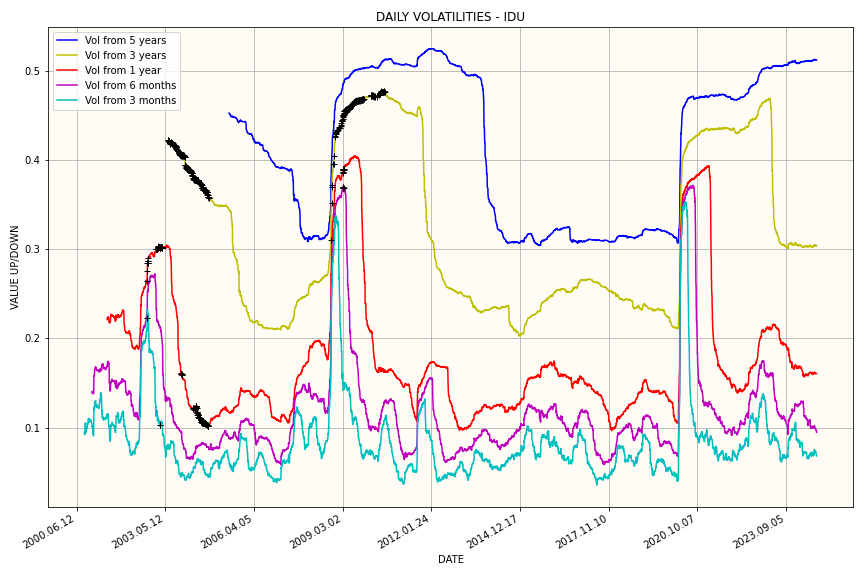 DAILY VOLATILITIES - IDU
Vol from 5 years
Vol from 3 years
Vol from 1 year
Vol from 6 months
Vol from 3 months
VALUE UP/DOWN
0.5
0.4
0.3
0.2
0.1
2000.06.12
2003.05.12
2006.04.05
2009.03.02
2012.01.24
2014.12.17
2017.11.10
2020.10.07
2023.09.05
DATE